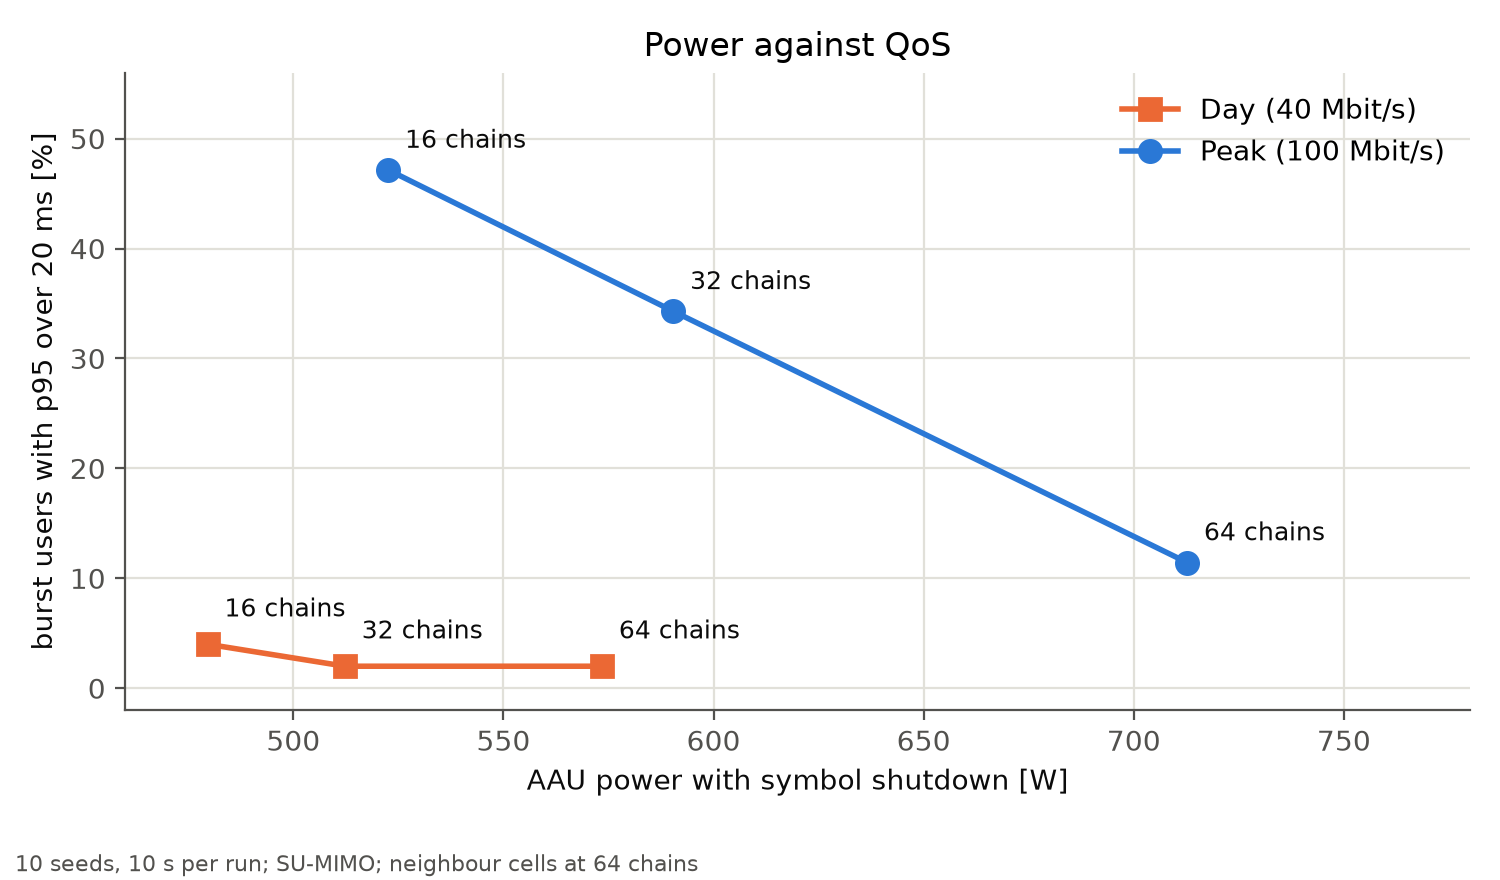 Power against QoS
Day (40 Mbit/s)
Peak (100 Mbit/s)
burst users with p95 over 20 ms [%]
50
40
30
20
10
0
16 chains
32 chains
64 chains
16 chains
32 chains
64 chains
500
550
600
650
700
750
AAU power with symbol shutdown [W]
10 seeds, 10 s per run; SU-MIMO; neighbour cells at 64 chains